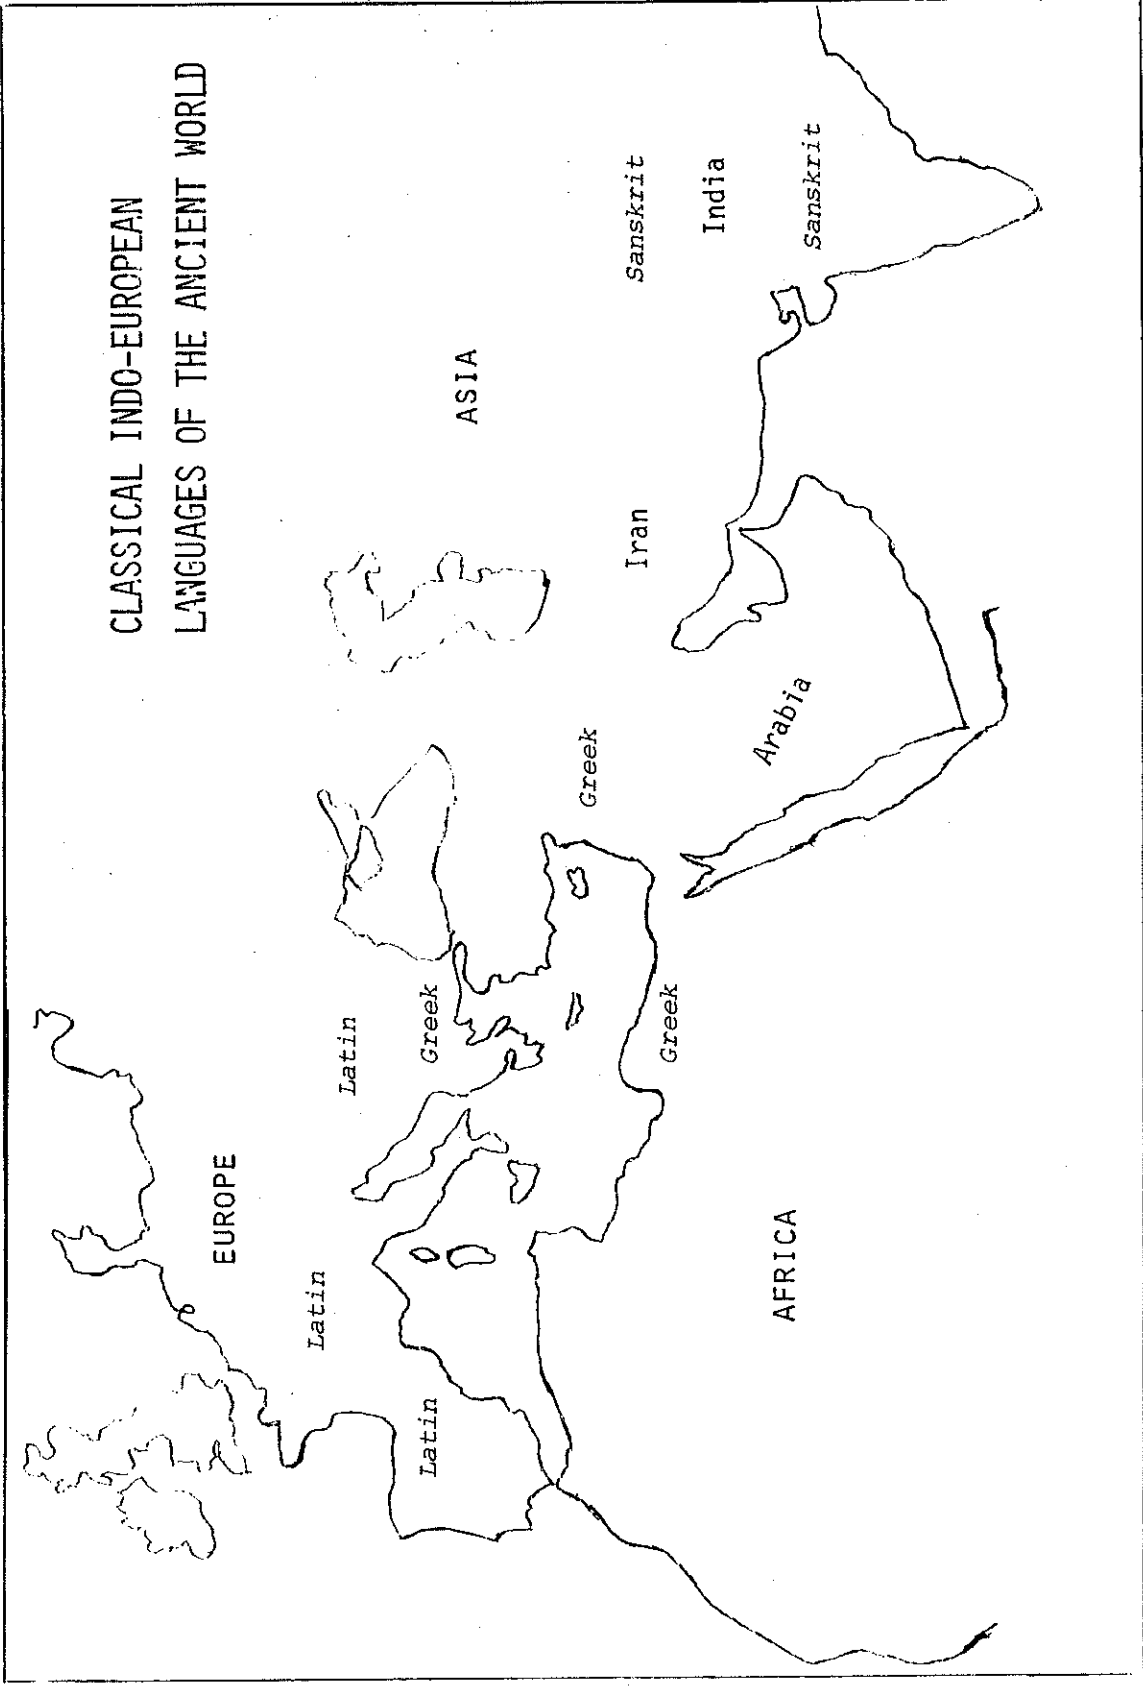 CLASSICAL INDO-EUROPEAN
LANGUAGES OF THE ANCIENT WORLD
EUROPE
Latin
Latin
Latin
Greek
ASIA
Greek
Iran
Sanskrit
India
Sanskrit
Greek
Arabia
AFRICA